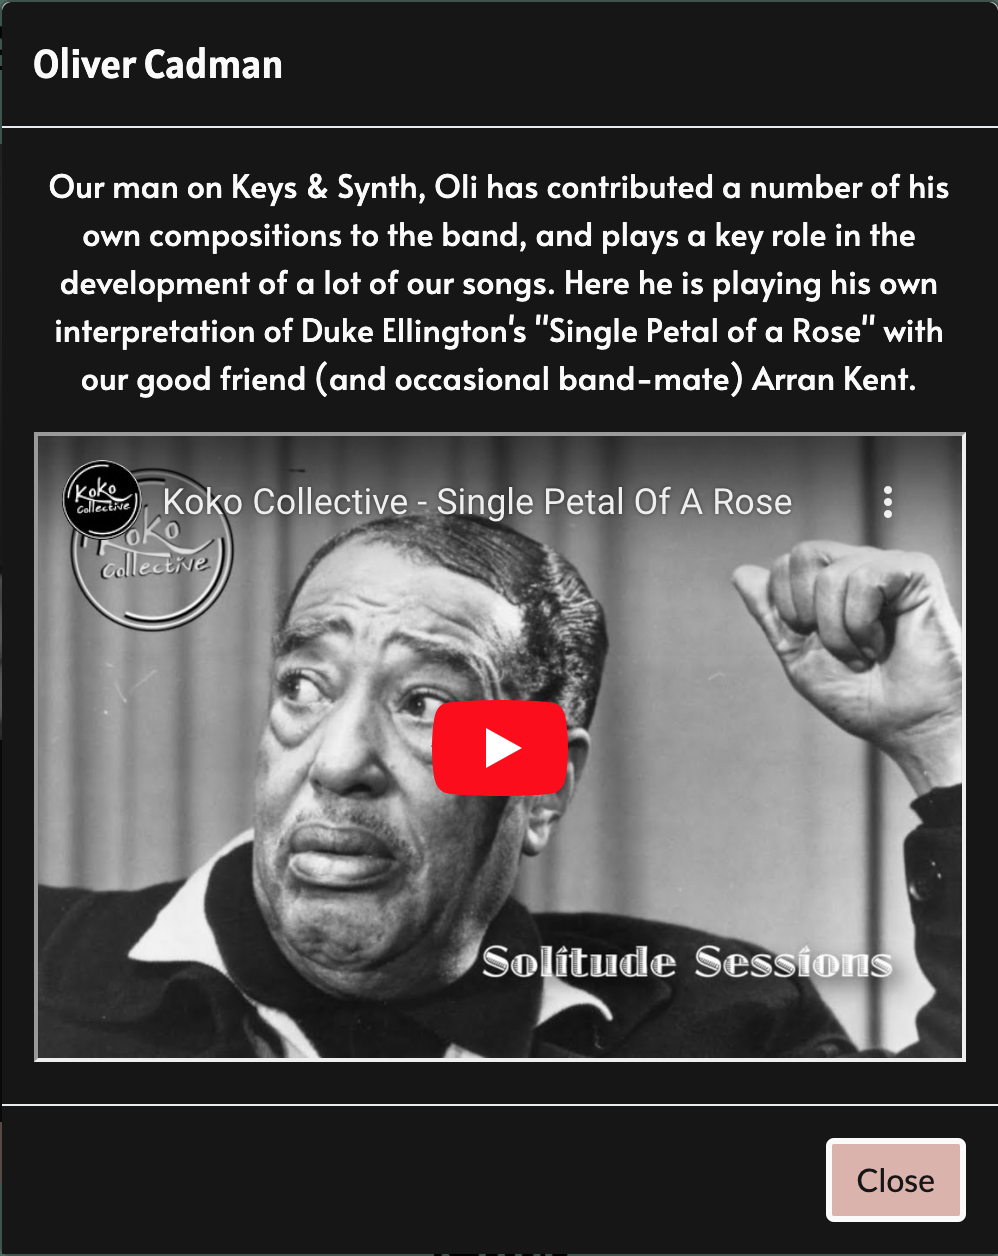 Oliver Cadman
Our man on Keys & Synth, Oli has contributed a number of his
own compositions to the band, and plays a key role in the
development of a lot of our songs. Here he is playing his own
interpretation of Duke Ellington's "Single Petal of a Rose" with
our good friend (and occasional band-mate) Arran Kent.
Koko
Collective
Koko Collective - Single Petal Of A Rose
Koko
Collective
Solitude Sessions
Close